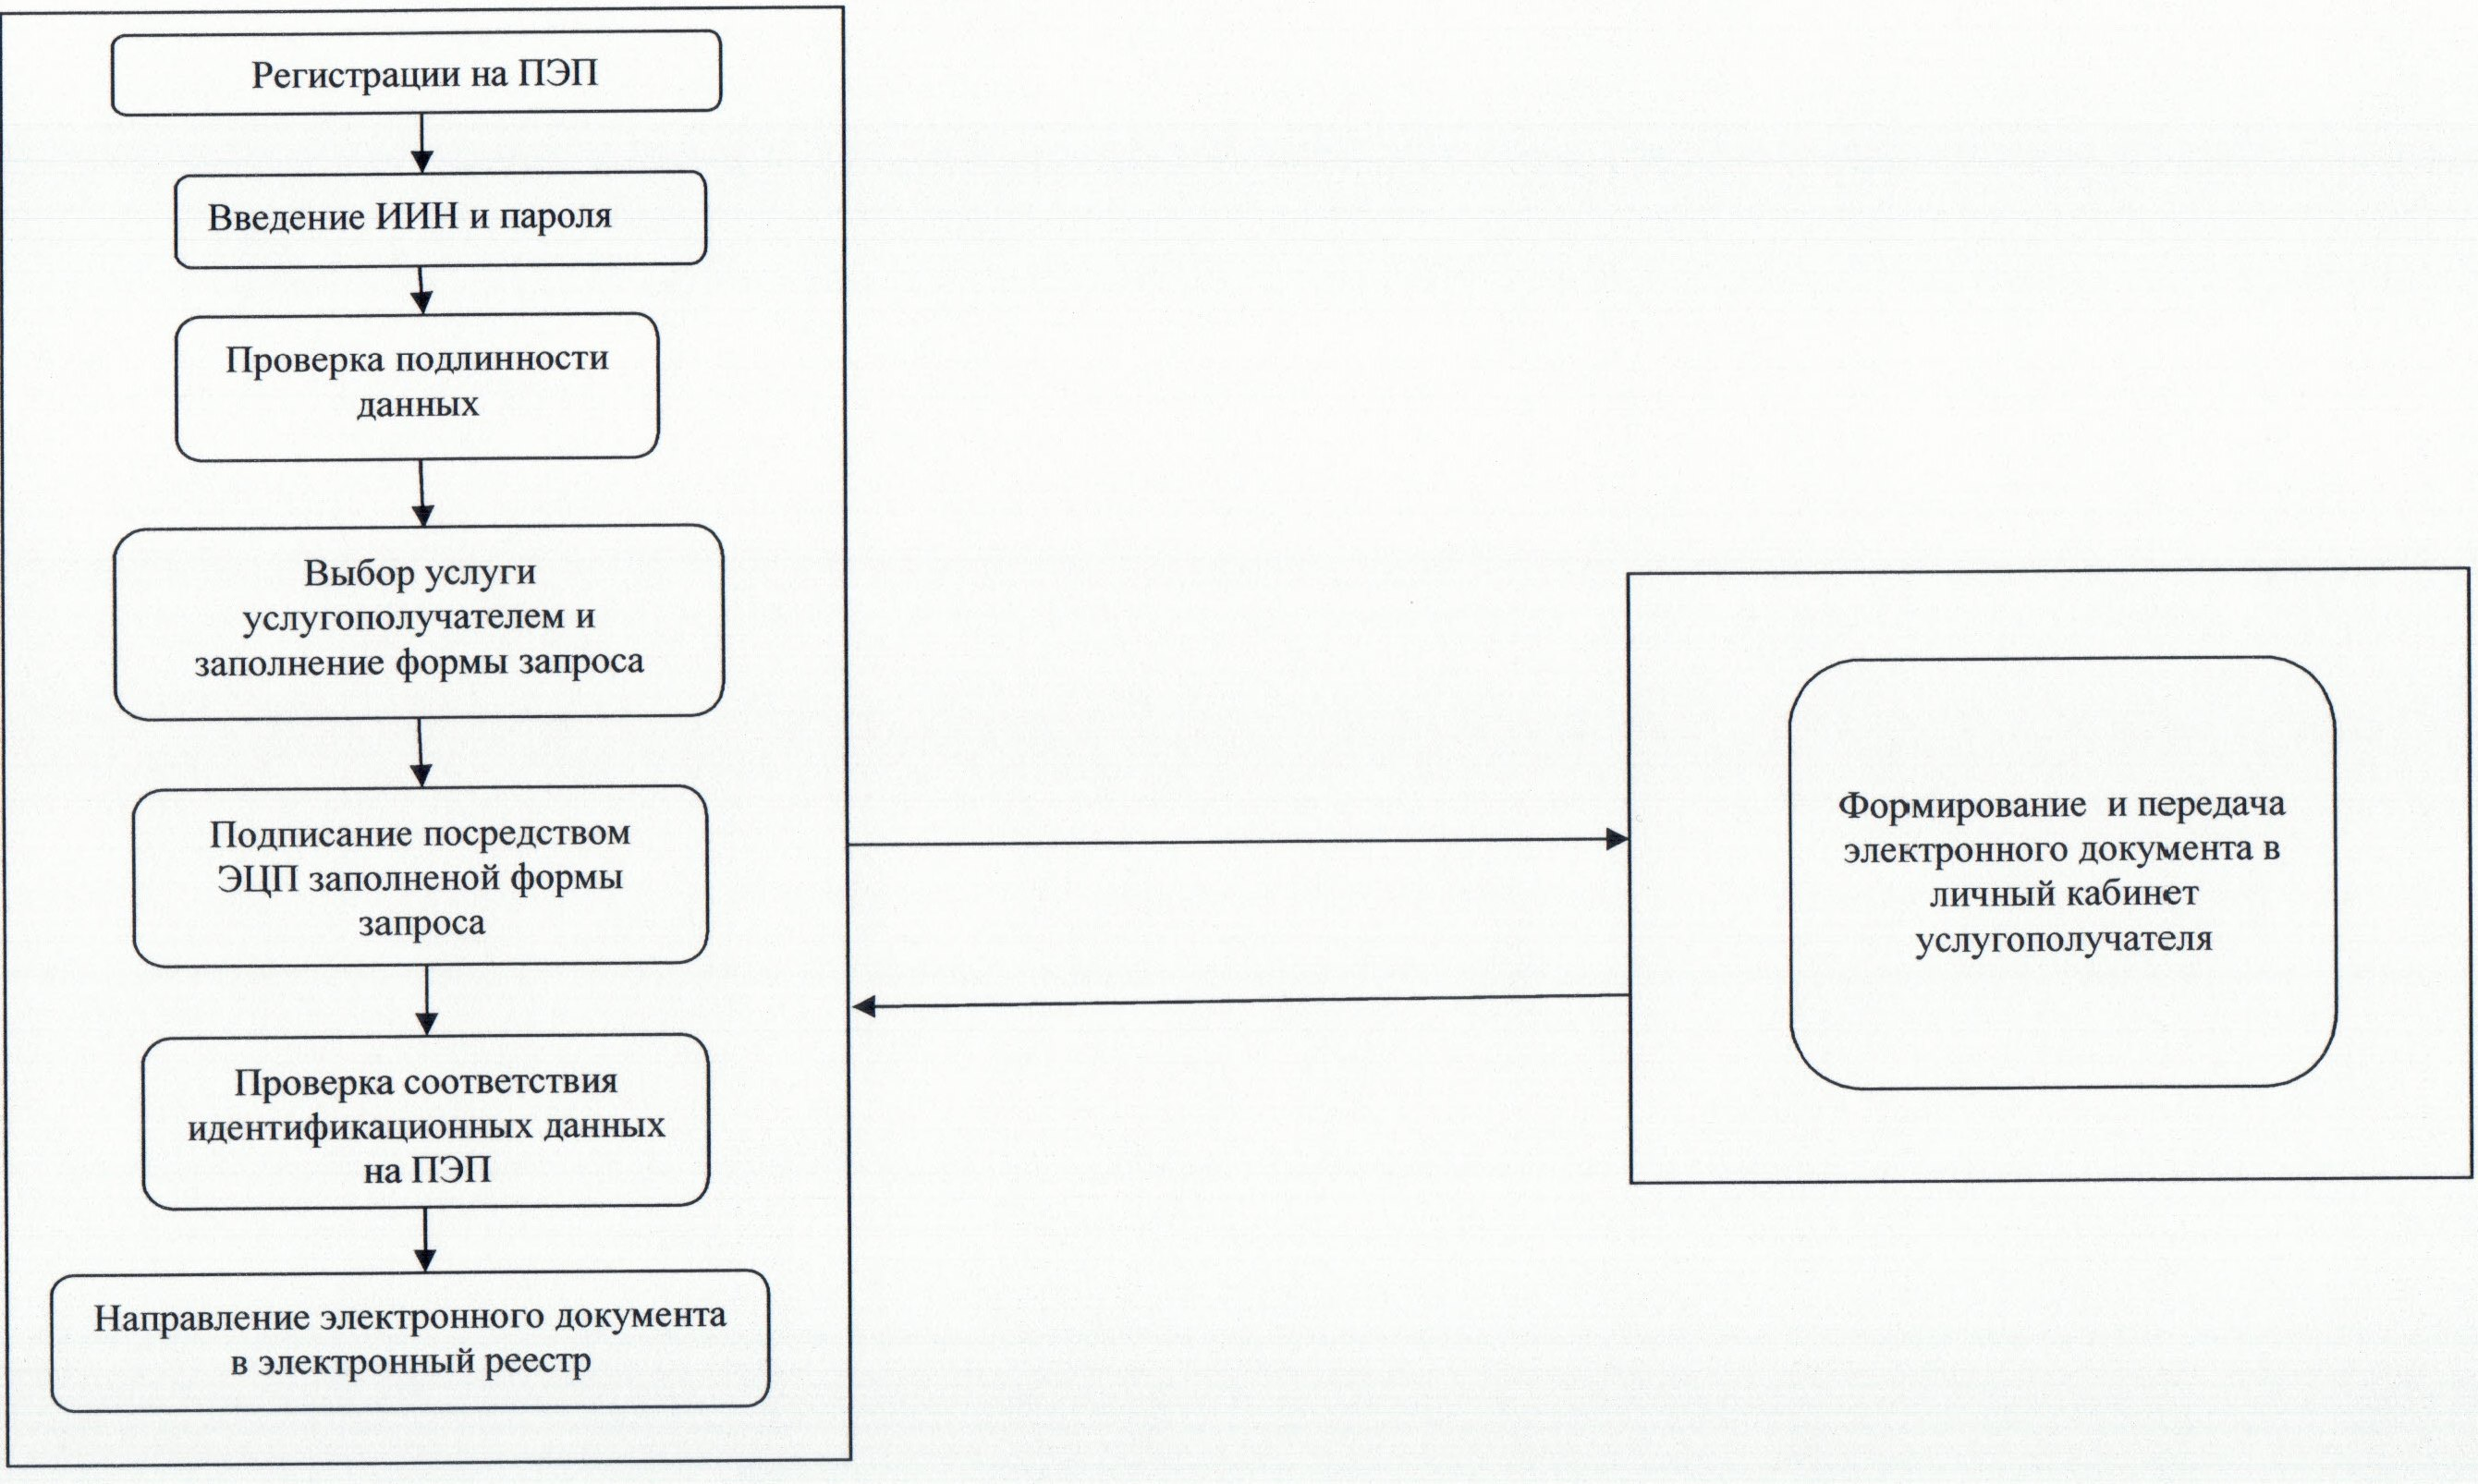 Регистрации на ПЭП
Введение ИИН и пароля
Проверка подлинности
данных
Выбор услуги
услугополучателем и
заполнение формы запроса
Подписание посредством
ЭЦП заполненой формы
запроса
Проверка соответствия
идентификационных данных
на ПЭП
Направление электронного документа
в электронный реестр
Формирование и передача
электронного документа в
личный кабинет
услугополучателя